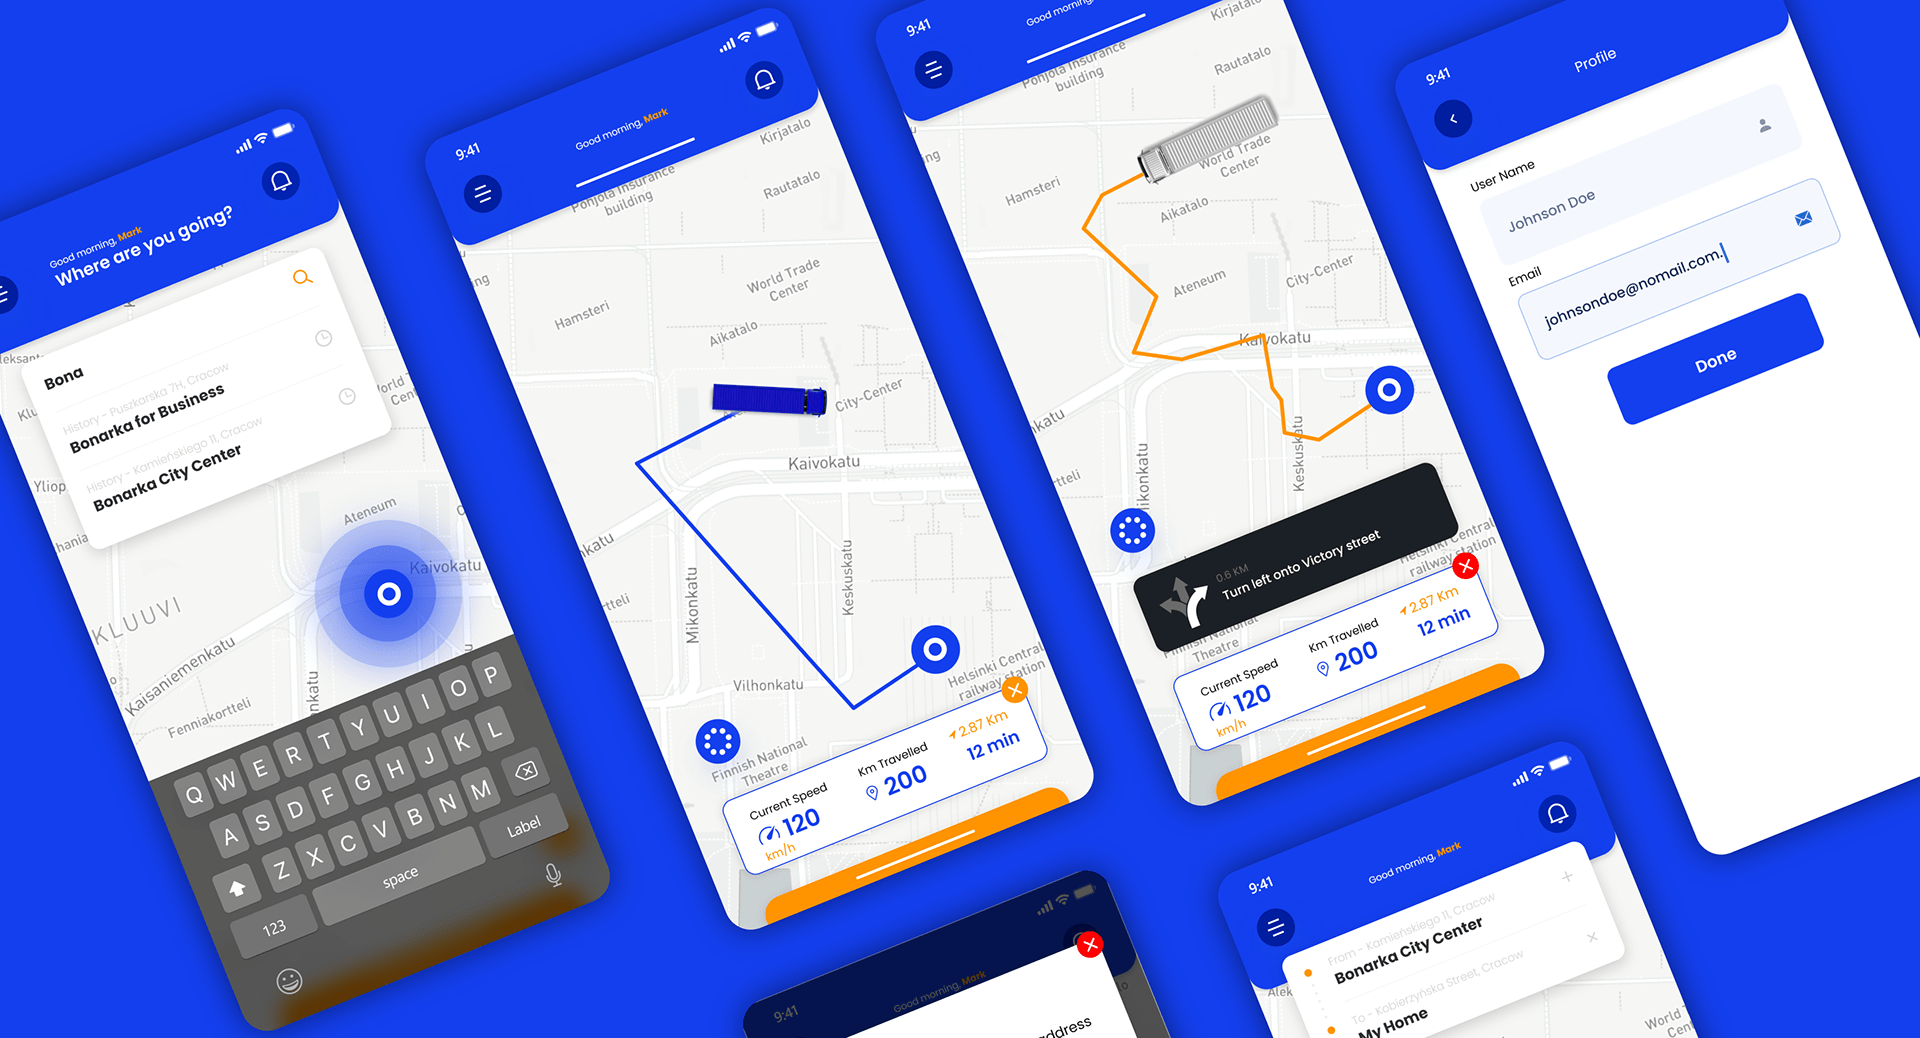 Good morning, Mark
Where are you going?
Bona
History - Puszkarska 7H, Cracow
Bonarka for Business
History - Kamieńskiego 11, Cracow
Bonarka City Center
Ateneum
Kaivokatu
KLUUVI
Kaisaniemenkatu
Fenniakortteli
Q W E R T Y U I O P
A S D F G H J K L
Z X C V B N M
123
space
Label
9:41
Good morning, Mark
Pohjola Insurance
building
Kirjatalo
Rautatalo
World Trade
Center
Hamsteri
Aikatalo
City-Center
Kaivokatu
Mikonkatu
Keskuskatu
Vilhonkatu
Helsinki Central
railway station
Finnish National
Theatre
Current Speed
120
km/h
Km Travelled
200
2.87 Km
12 min
9:41
Good morning,
Pohjola Insurance
building
Kirjatalo
Rautatalo
World Trade
Center
Hamsteri
Aikatalo
Ateneum
City-Center
Kaivokatu
Mikonkatu
Keskuskatu
0.6 KM
Turn left onto Victory street
Helsinki Central
railway station
Finnish National
Theatre
Current Speed
120
km/h
Km Travelled
200
2.87 Km
12 min
9:41
Profile
User Name
Johnson Doe
Email
johnsondoe@nomail.com.
Done
9:41
Good morning, Mark
address
9:41
Good morning, Mark
From - Kamieńskiego 11, Cracow
Bonarka City Center
To - Kobierzyńska Street, Cracow
My Home
World